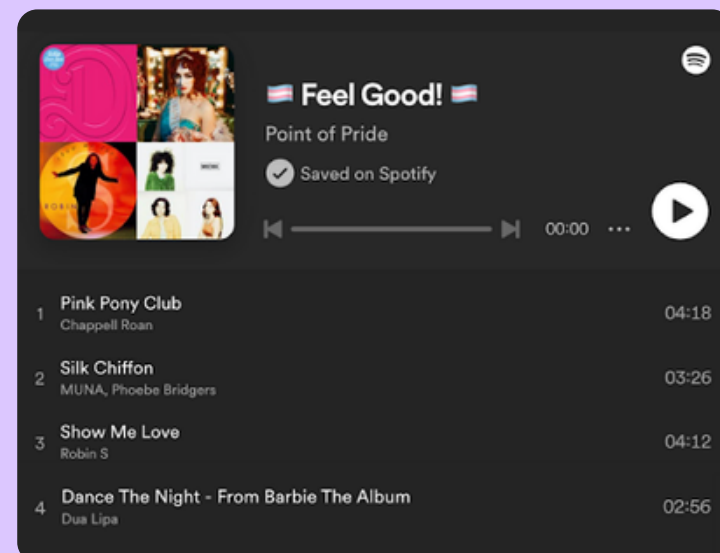 🏳️‍⚧️ Feel Good! 🏳️‍⚧️
Point of Pride
Saved on Spotify
00:00
1 Pink Pony Club 04:18
Chappell Roan
2 Silk Chiffon 03:26
MUNA, Phoebe Bridgers
3 Show Me Love 04:12
Robin S
4 Dance The Night - From Barbie The Album 02:56
Dua Lipa